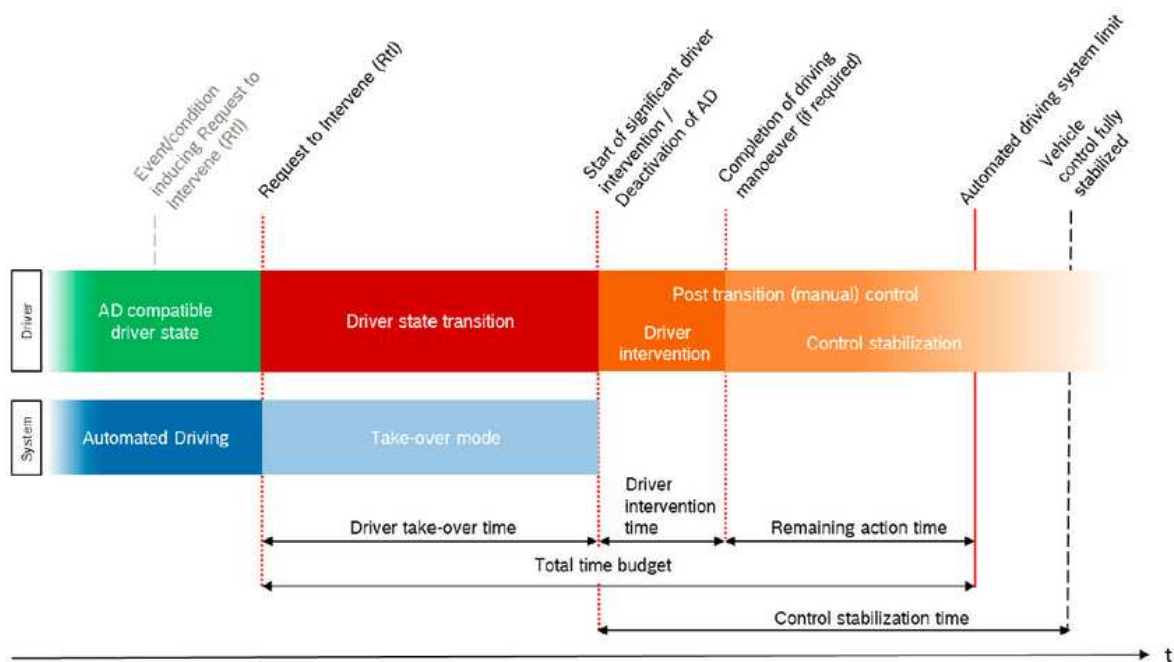 Event/condition
inducing Request to
Intervene (RtI)
Request to Intervene (RtI)
Start of significant driver
intervention /
Deactivation of AD
Completion of driving
manoeuver (if required)
Automated driving system limit
Vehicle
control fully
stabilized
Driver
AD compatible
driver state
Driver state transition
Post transition (manual) control
Driver
intervention
Control stabilization
System
Automated Driving
Take-over mode
Driver take-over time
Driver
intervention
time
Remaining action time
Total time budget
Control stabilization time
t